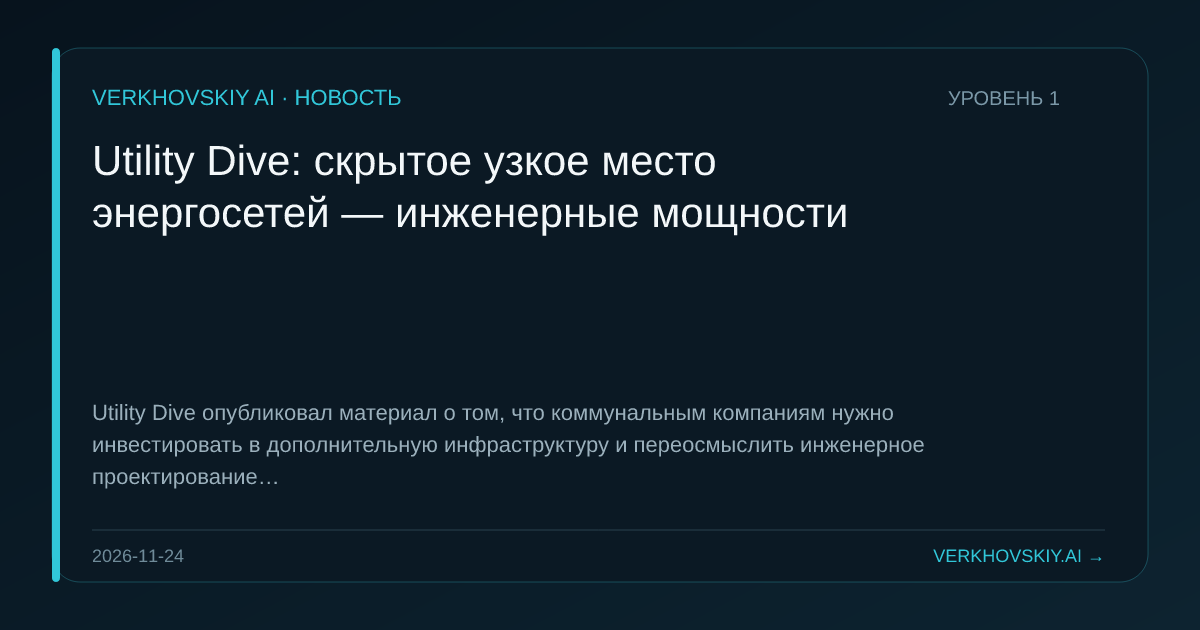 VERKHOVSKIY AI · НОВОСТЬ
УРОВЕНЬ 1
Utility Dive: скрытое узкое место
энергосетей — инженерные мощности
Utility Dive опубликовал материал о том, что коммунальным компаниям нужно
инвестировать в дополнительную инфраструктуру и переосмыслить инженерное
проектирование…
2026-11-24
VERKHOVSKIY.AI →